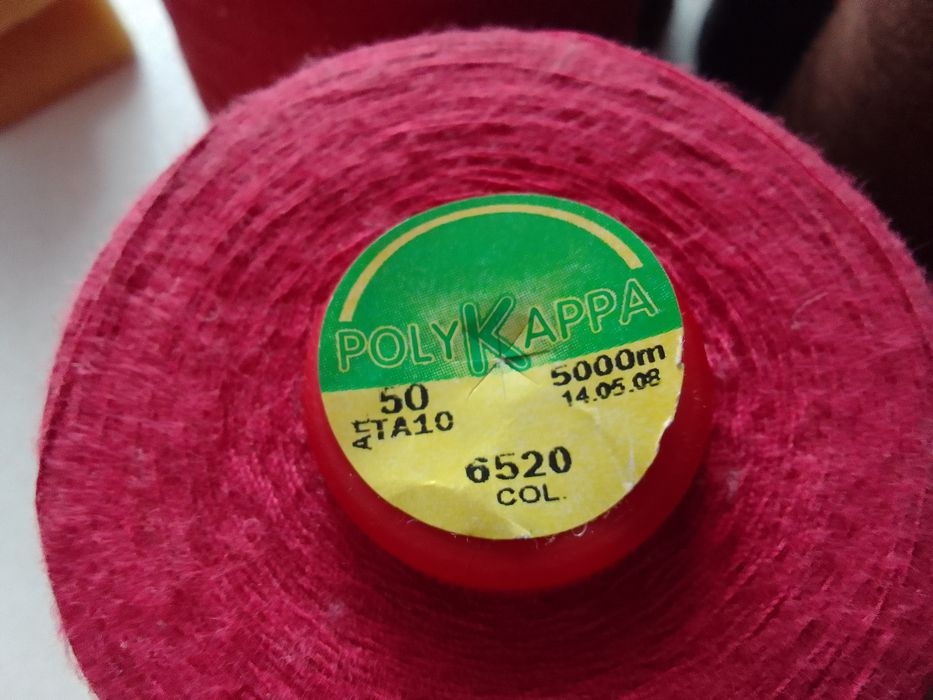 POLYKAPPA
50
5000m
14.05.08
ART TA10
6520
COL.